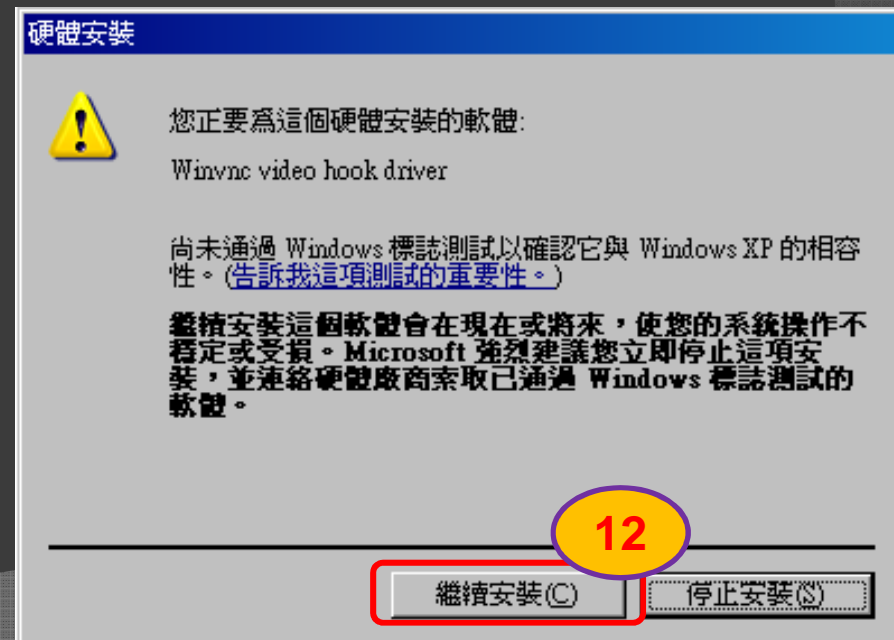 硬體安裝
您正要為這個硬體安裝的軟體:
Winvnc video hook driver
尚未通過 Windows 標誌測試以確認它與 Windows XP 的相容
性。(告訴我這項測試的重要性。)
繼續安裝這個軟體會在現在或將來，使您的系統操作不
穩定或受損。Microsoft 強烈建議您立即停止這項安
裝，並連絡硬體廠商索取已通過 Windows 標誌測試的
軟體。
12
繼續安裝(C)
停止安裝(S)